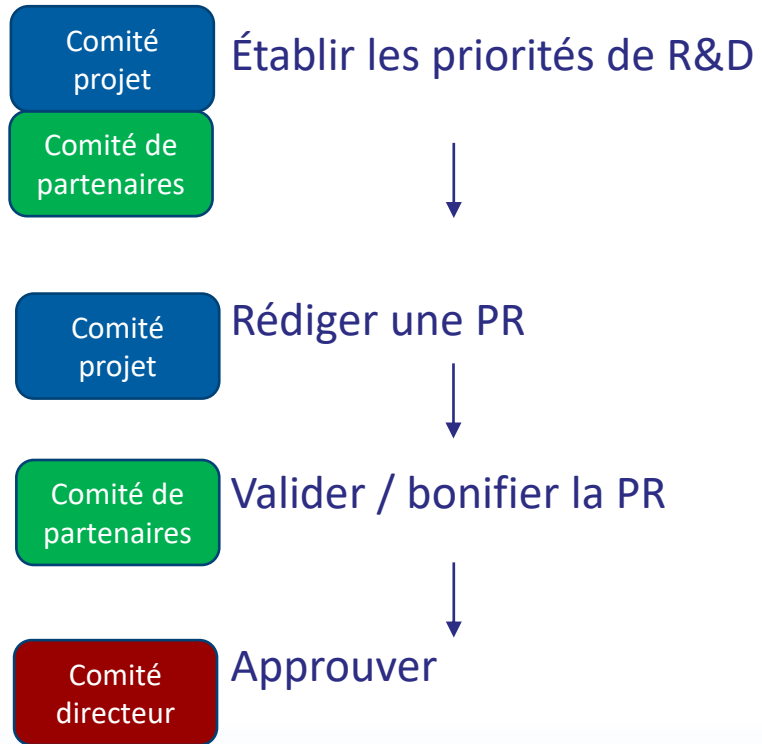 Comité
projet
Établir les priorités de R&D
Comité de
partenaires
Comité
projet
Rédiger une PR
Comité de
partenaires
Valider / bonifier la PR
Comité
directeur
Approuver